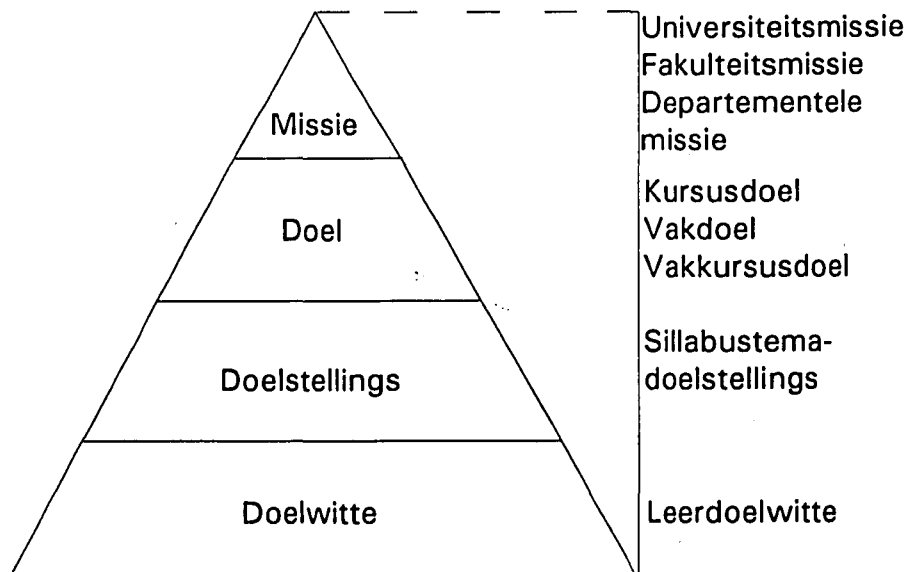 Universiteitsmissie
Fakulteitsmissie
Departementele
missie
Missie
Kursusdoel
Vakdoel
Vakkursusdoel
Doel
Sillabustema-
doelstellings
Doelstellings
Doelwitte
Leerdoelwitte